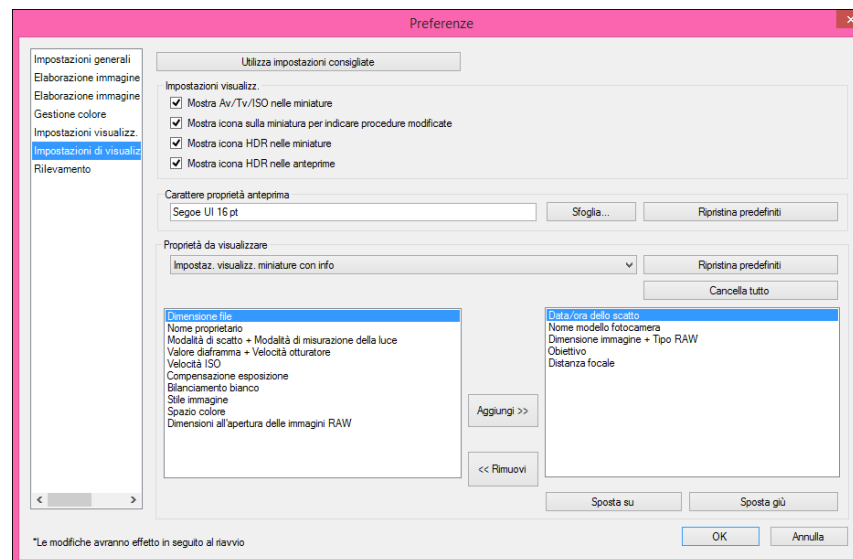 Preferenze
Impostazioni generali
Elaborazione immagine
Elaborazione immagine
Gestione colore
Impostazioni visualizz.
Impostazioni di visualiz
Rilevamento
Utilizza impostazioni consigliate
Impostazioni visualizz.
Mostra Av/Tv/ISO nelle miniature
Mostra icona sulla miniatura per indicare procedure modificate
Mostra icona HDR nelle miniature
Mostra icona HDR nelle anteprime
Carattere proprietà anteprima
Segoe UI 16 pt
Sfoglia...
Ripristina predefiniti
Proprietà da visualizzare
Impostaz. visualizz. miniature con info
Ripristina predefiniti
Cancella tutto
Dimensione file
Nome proprietario
Modalità di scatto + Modalità di misurazione della luce
Valore diaframma + Velocità otturatore
Velocità ISO
Compensazione esposizione
Bilanciamento bianco
Stile immagine
Spazio colore
Dimensioni all'apertura delle immagini RAW
Aggiungi >>
<< Rimuovi
Data/ora dello scatto
Nome modello fotocamera
Dimensione immagine + Tipo RAW
Obiettivo
Distanza focale
Sposta su
Sposta giù
*Le modifiche avranno effetto in seguito al riavvio
OK
Annulla